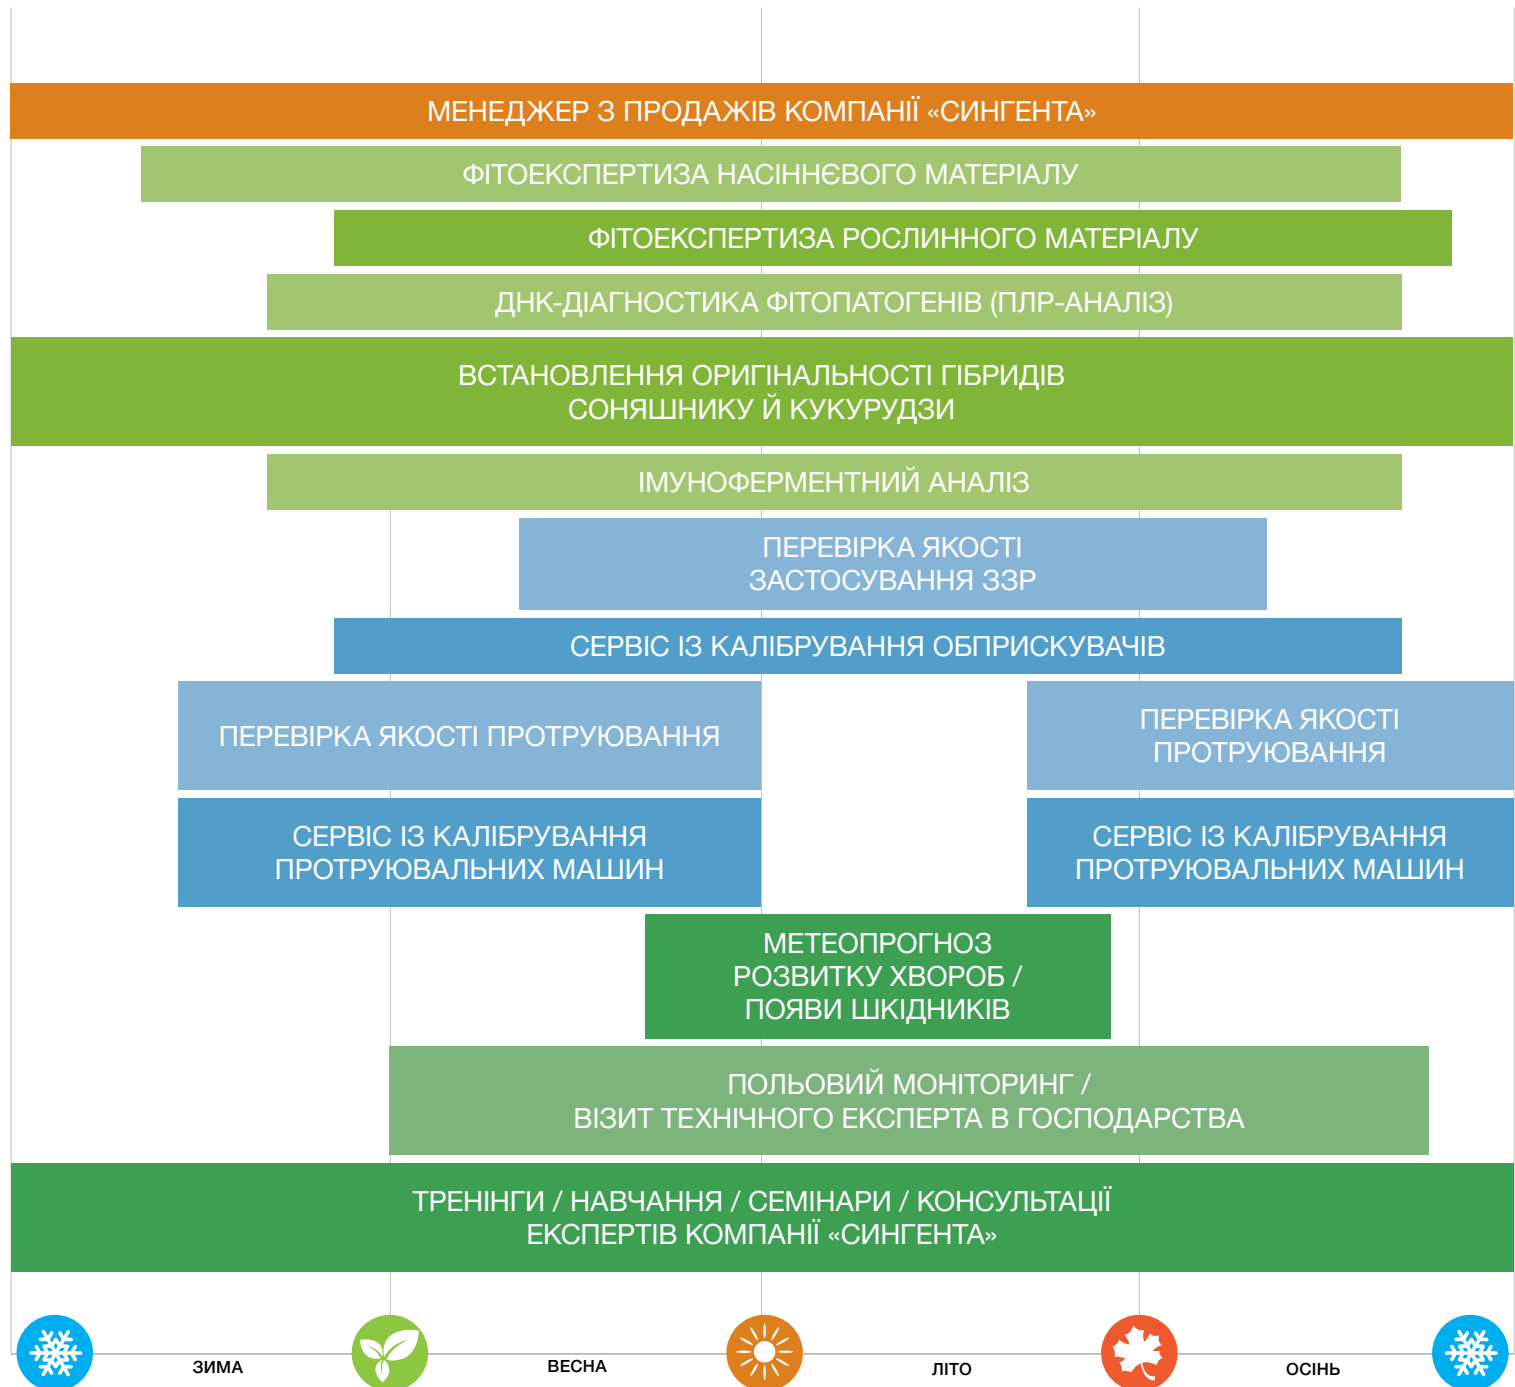 МЕНЕДЖЕР З ПРОДАЖІВ КОМПАНІЇ «СИНГЕНТА»
ФІТОЕКСПЕРТИЗА НАСІННЄВОГО МАТЕРІАЛУ
ФІТОЕКСПЕРТИЗА РОСЛИННОГО МАТЕРІАЛУ
ДНК-ДІАГНОСТИКА ФІТОПАТОГЕНІВ (ПЛР-АНАЛІЗ)
ВСТАНОВЛЕННЯ ОРИГІНАЛЬНОСТІ ГІБРИДІВ
СОНЯШНИКУ Й КУКУРУДЗИ
ІМУНОФЕРМЕНТНИЙ АНАЛІЗ
ПЕРЕВІРКА ЯКОСТІ
ЗАСТОСУВАННЯ ЗЗР
СЕРВІС ІЗ КАЛІБРУВАННЯ ОБПРИСКУВАЧІВ
ПЕРЕВІРКА ЯКОСТІ ПРОТРУЮВАННЯ
ПЕРЕВІРКА ЯКОСТІ
ПРОТРУЮВАННЯ
СЕРВІС ІЗ КАЛІБРУВАННЯ
ПРОТРУЮВАЛЬНИХ МАШИН
СЕРВІС ІЗ КАЛІБРУВАННЯ
ПРОТРУЮВАЛЬНИХ МАШИН
МЕТЕОПРОГНОЗ
РОЗВИТКУ ХВОРОБ /
ПОЯВИ ШКІДНИКІВ
ПОЛЬОВИЙ МОНІТОРИНГ /
ВІЗИТ ТЕХНІЧНОГО ЕКСПЕРТА В ГОСПОДАРСТВА
ТРЕНІНГИ / НАВЧАННЯ / СЕМІНАРИ / КОНСУЛЬТАЦІЇ
ЕКСПЕРТІВ КОМПАНІЇ «СИНГЕНТА»
ЗИМА
ВЕСНА
ЛІТО
ОСІНЬ